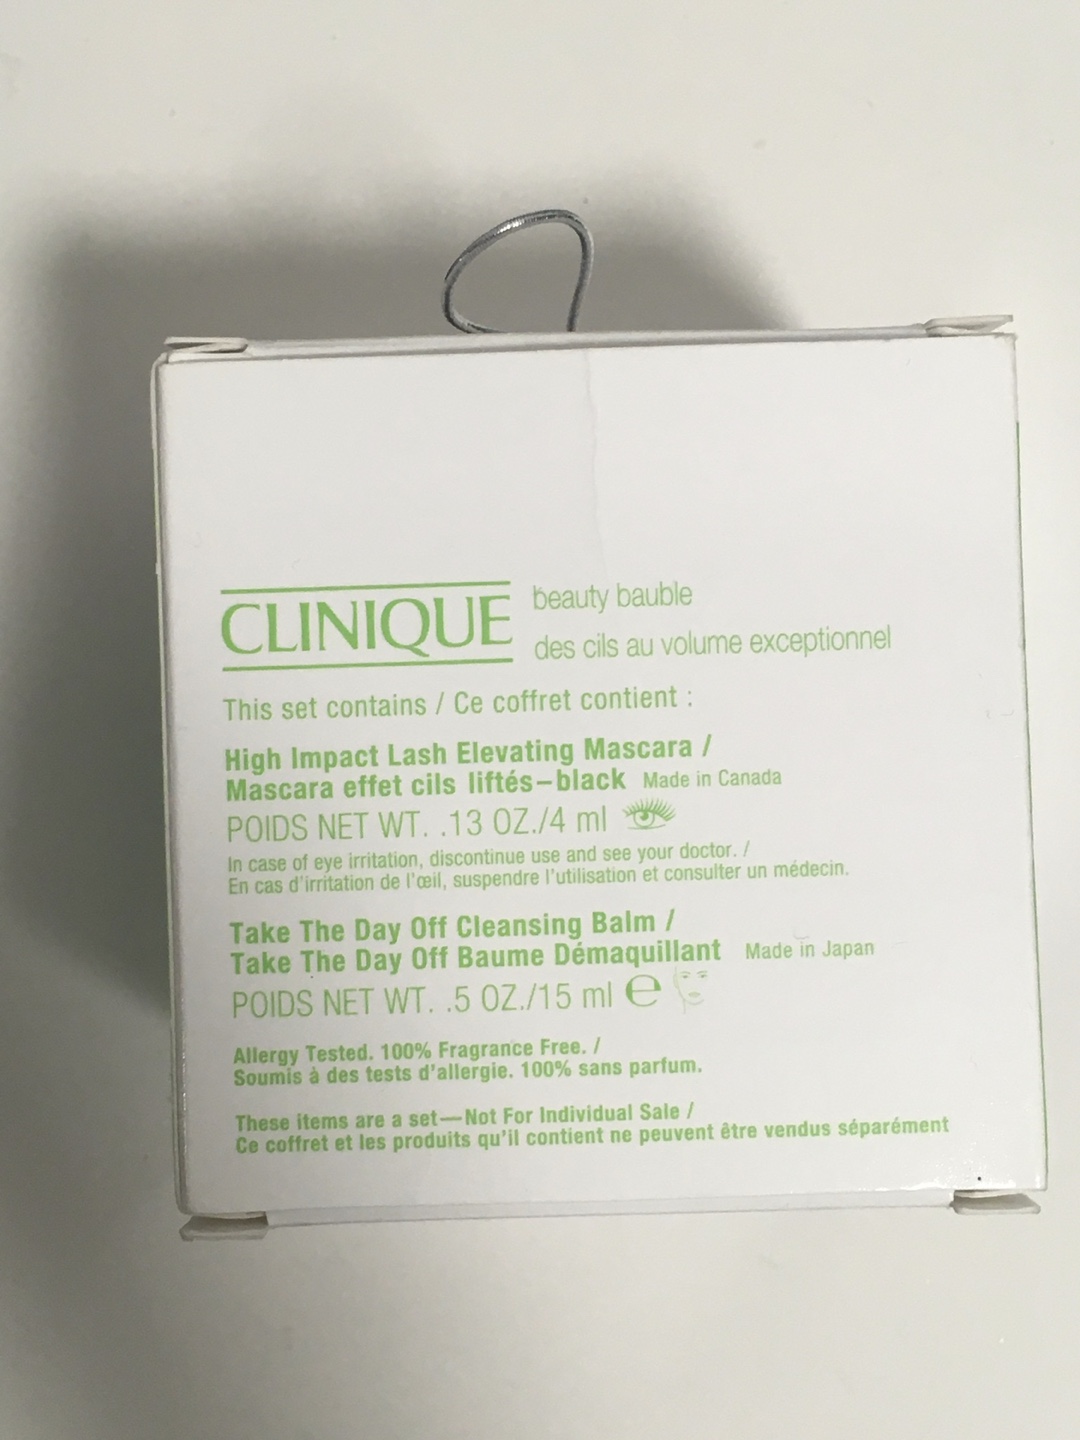 CLINIQUE
beauty bauble
des cils au volume exceptionnel
This set contains / Ce coffret contient :
High Impact Lash Elevating Mascara /
Mascara effet cils liftés–black Made in Canada
POIDS NET WT. .13 OZ./4 ml
In case of eye irritation, discontinue use and see your doctor. /
En cas d'irritation de l'œil, suspendre l'utilisation et consulter un médecin.
Take The Day Off Cleansing Balm /
Take The Day Off Baume Démaquillant Made in Japan
POIDS NET WT. .5 OZ./15 ml ℮
Allergy Tested. 100% Fragrance Free. /
Soumis à des tests d'allergie. 100% sans parfum.
These items are a set—Not For Individual Sale /
Ce coffret et les produits qu'il contient ne peuvent être vendus séparément